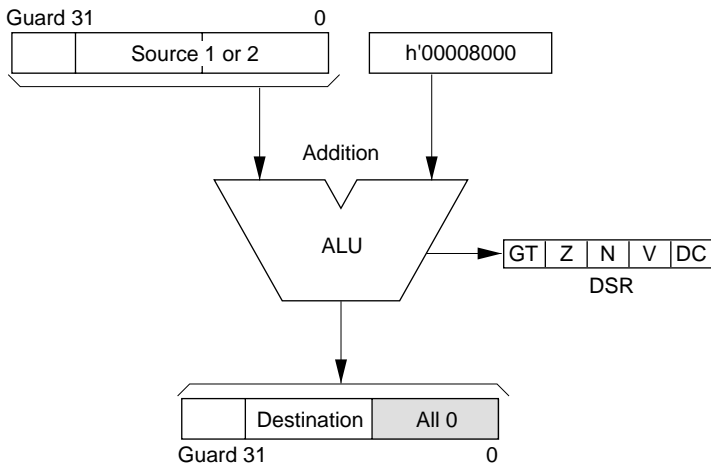 Guard 31 0
Source 1 or 2
h'00008000
Addition
ALU
GT Z N V DC
DSR
Destination All 0
Guard 31 0